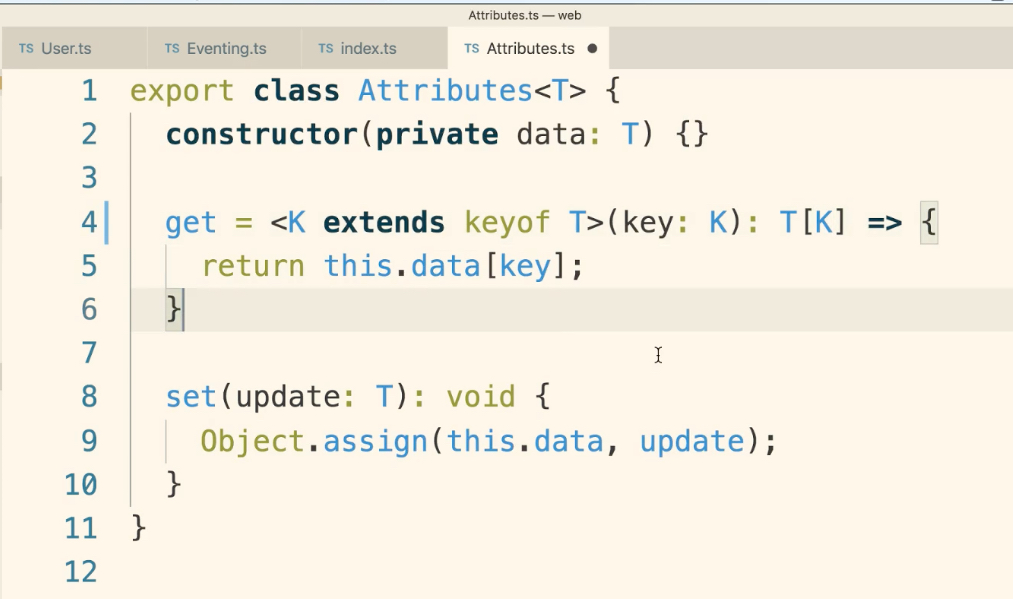 Attributes.ts — web
TS User.ts TS Eventing.ts TS index.ts TS Attributes.ts ●
1 export class Attributes<T> {
2   constructor(private data: T) {}
3
4   get = <K extends keyof T>(key: K): T[K] => {
5     return this.data[key];
6   }
7
8   set(update: T): void {
9     Object.assign(this.data, update);
10   }
11 }
12